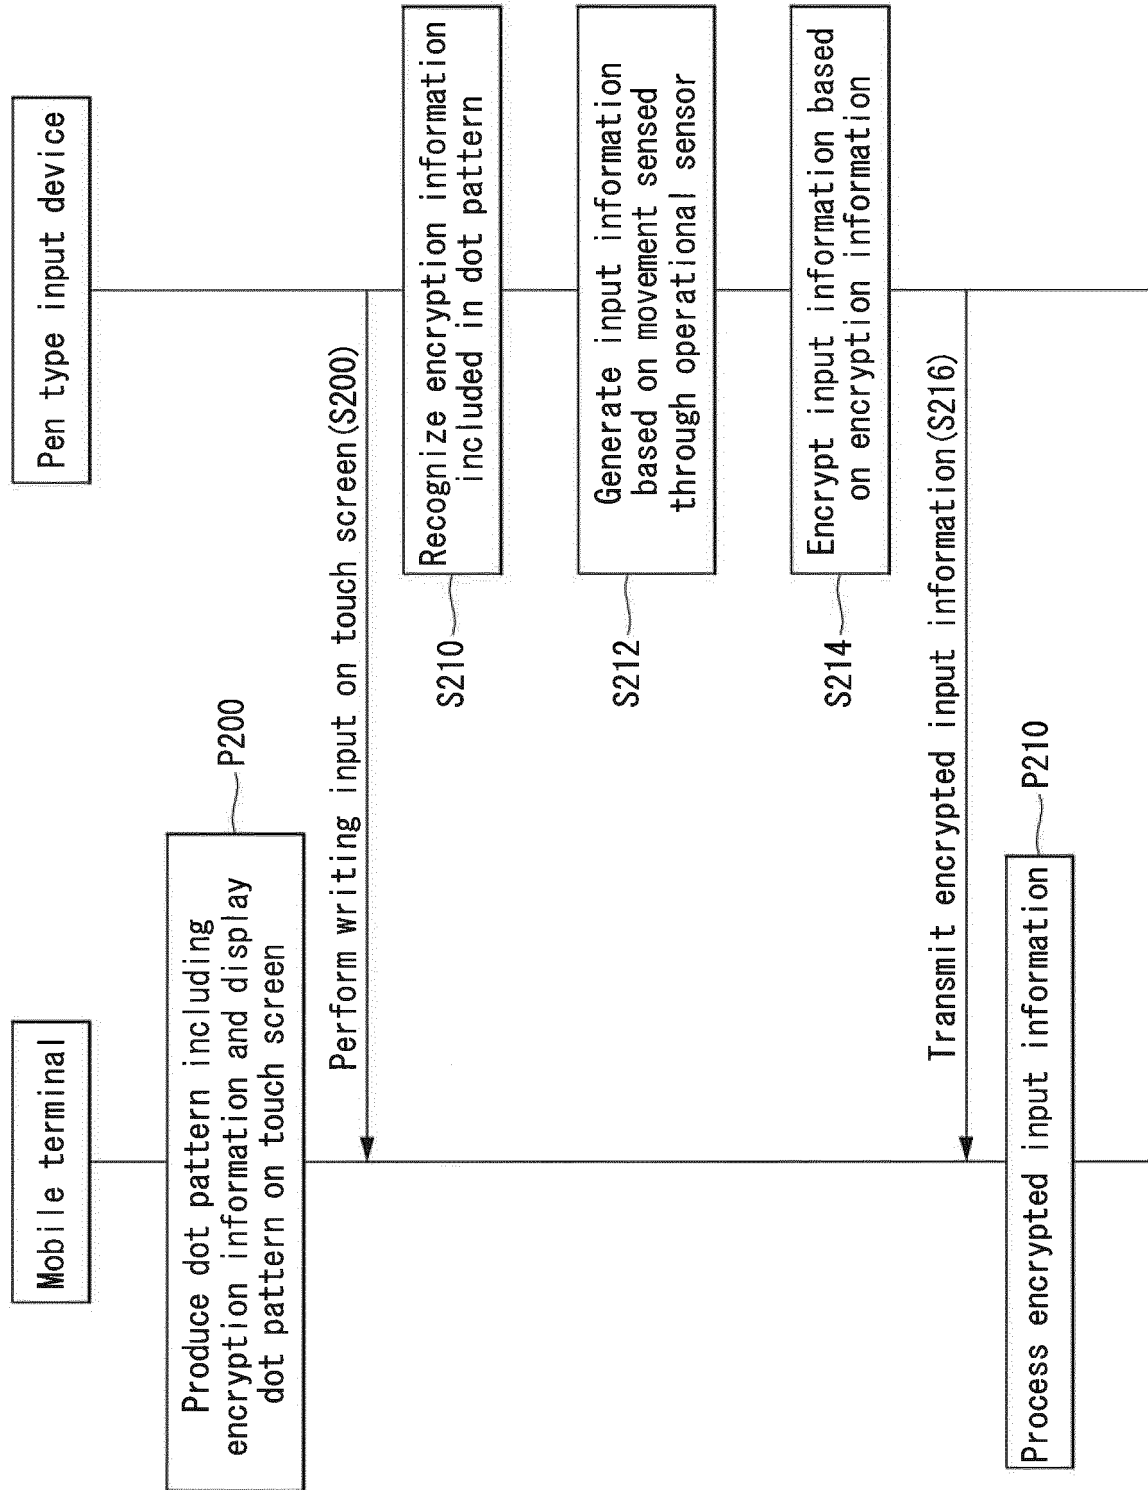 Mobile terminal
Pen type input device
Produce dot pattern including
encryption information and display
dot pattern on touch screen
P200
Perform writing input on touch screen(S200)
S210
Recognize encryption information
included in dot pattern
S212
Generate input information
based on movement sensed
through operational sensor
S214
Encrypt input information based
on encryption information
Transmit encrypted input information(S216)
Process encrypted input information
P210